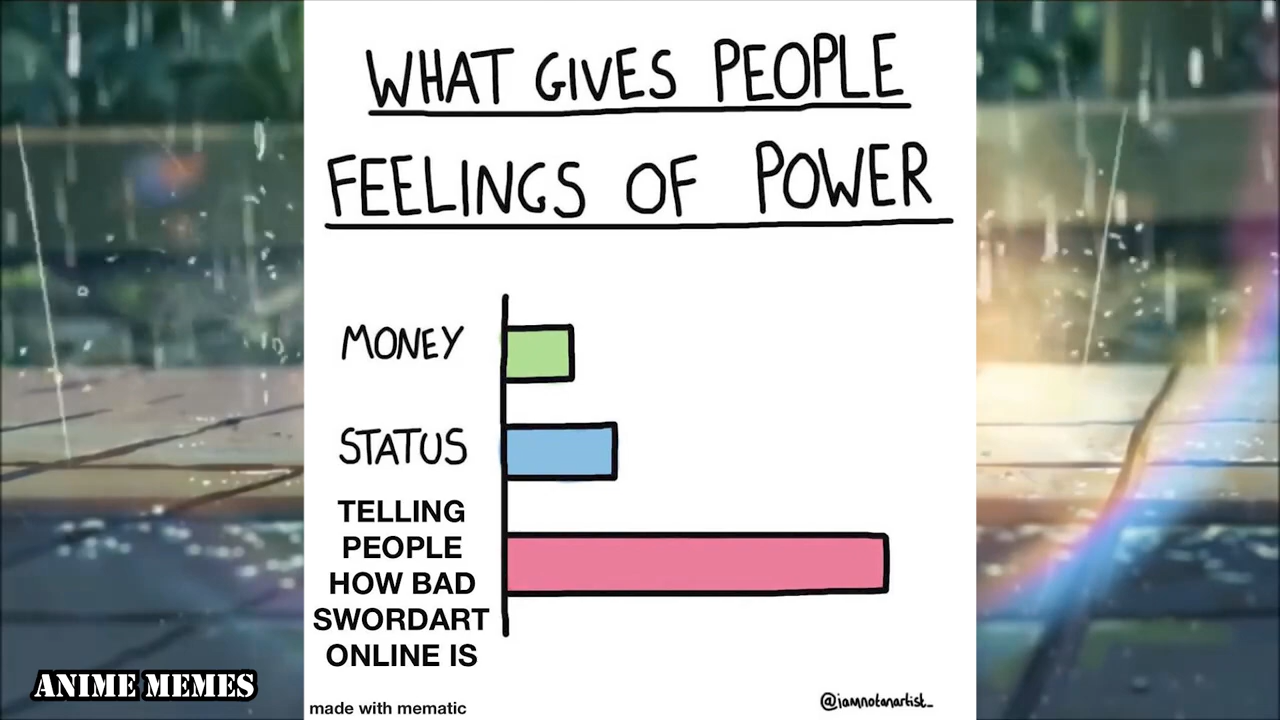 WHAT GIVES PEOPLE
FEELINGS OF POWER
MONEY
STATUS
TELLING
PEOPLE
HOW BAD
SWORDART
ONLINE IS
ANIME MEMES
made with mematic
@iamnotanartist_